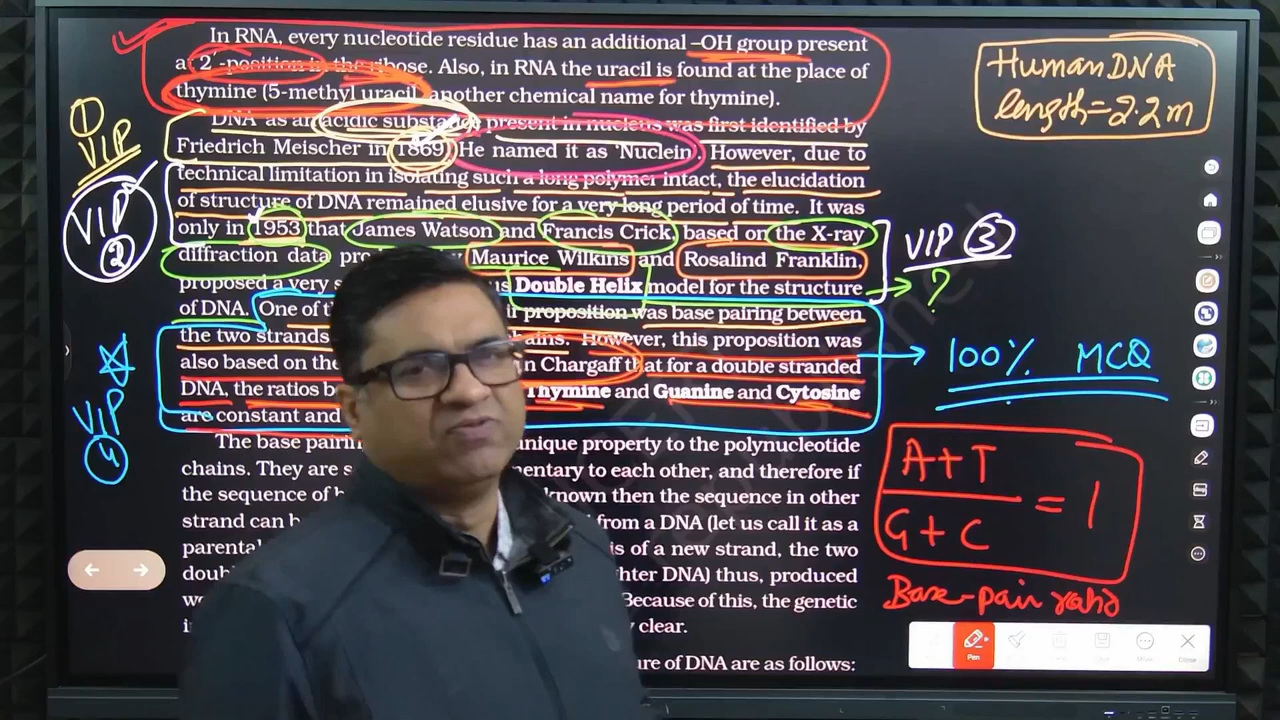 In RNA, every nucleotide residue has an additional –OH group present
at 2′-position in the ribose. Also, in RNA the uracil is found at the place of
thymine (5-methyl uracil, another chemical name for thymine).
DNA as an acidic substance present in nucleus was first identified by
Friedrich Meischer in 1869. He named it as 'Nuclein'. However, due to
technical limitation in isolating such a long polymer intact, the elucidation
of structure of DNA remained elusive for a very long period of time. It was
only in 1953 that James Watson and Francis Crick, based on the X-ray
diffraction data pro Maurice Wilkins and Rosalind Franklin,
proposed a very s Double Helix model for the structure
of DNA. One of t proposition was base pairing between
the two strands However, this proposition was
also based on the n Chargaff that for a double stranded
DNA, the ratios b Thymine and Guanine and Cytosine
are constant and
The base pairin unique property to the polynucleotide
chains. They are s mentary to each other, and therefore if
the sequence of b known then the sequence in other
strand can b from a DNA (let us call it as a
parental is of a new strand, the two
doub ghter DNA) thus, produced
Because of this, the genetic
y clear.
ure of DNA are as follows:
① VIP
VIP ②
VIP ④
Human DNA
length = 2.2 m
VIP ③
?
100% MCQ
A + T
G + C
= 1
Base-pair ratio
Pen
More
Close